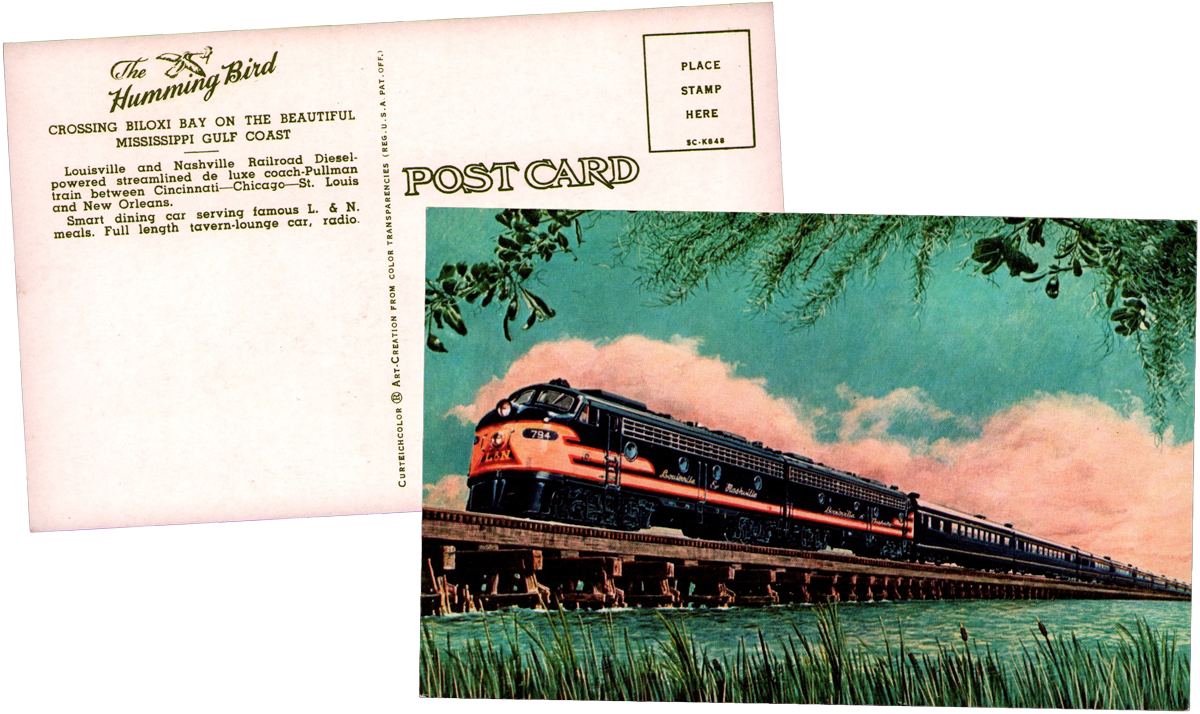 The
Humming Bird
CROSSING BILOXI BAY ON THE BEAUTIFUL
MISSISSIPPI GULF COAST
Louisville and Nashville Railroad Diesel-
powered streamlined de luxe coach-Pullman
train between Cincinnati—Chicago—St. Louis
and New Orleans.
Smart dining car serving famous L. & N.
meals. Full length tavern-lounge car, radio.
CURTEICHCOLOR ® ART-CREATION FROM COLOR TRANSPARENCIES (REG. U.S.A. PAT. OFF.)
POST CARD
PLACE
STAMP
HERE
5C-K848
794
L&N
Louisville & Nashville
Louisville & Nashville